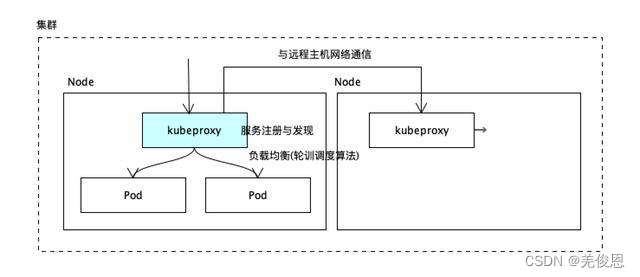 集群
与远程主机网络通信
Node
Node
kubeproxy
服务注册与发现
kubeproxy
负载均衡(轮训调度算法)
Pod
Pod
CSDN @羌俊恩